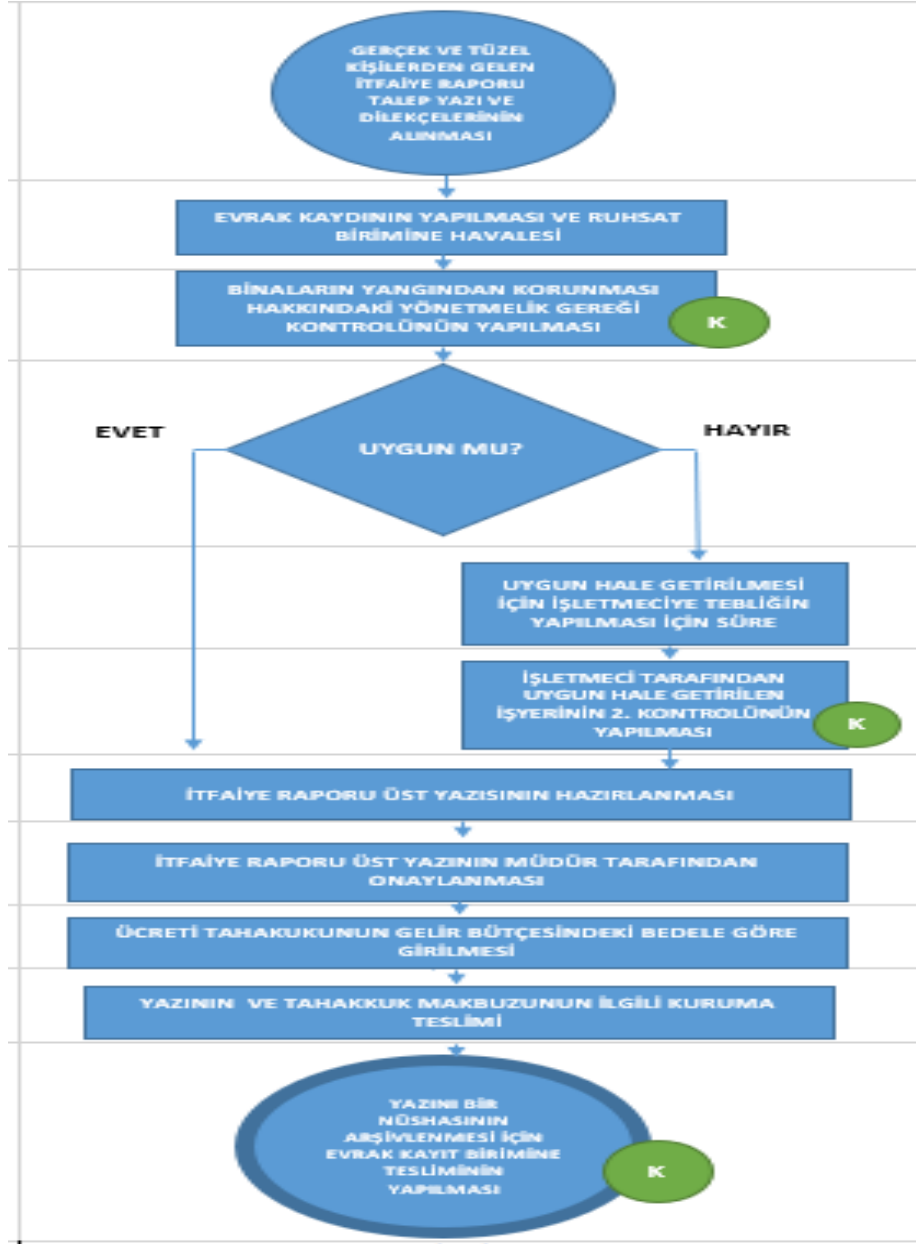 GERÇEK VE TÜZEL
KİŞİLERDEN GELEN
İTFAİYE RAPORU
TALEP YAZI VE
DİLEKÇELERİNİN
ALINMASI
EVRAK KAYDININ YAPILMASI VE RUHSAT
BİRİMİNE HAVALESİ
BİNALARIN YANGINDAN KORUNMASI
HAKKINDAKİ YÖNETMELİK GEREĞİ
KONTROLÜNÜN YAPILMASI
K
EVET
UYGUN MU?
HAYIR
UYGUN HALE GETİRİLMESİ
İÇİN İŞLETMECİYE TEBLİĞİN
YAPILMASI İÇİN SÜRE
İŞLETMECİ TARAFINDAN
UYGUN HALE GETİRİLEN
İŞYERİNİN 2. KONTROLÜNÜN
YAPILMASI
K
İTFAİYE RAPORU ÜST YAZISININ HAZIRLANMASI
İTFAİYE RAPORU ÜST YAZININ MÜDÜR TARAFINDAN
ONAYLANMASI
ÜCRETİ TAHAKUKUNUN GELİR BÜTÇESİNDEKİ BEDELE GÖRE
GİRİLMESİ
YAZININ VE TAHAKKUK MAKBUZUNUN İLGİLİ KURUMA
TESLİMİ
YAZINI BİR
NÜSHASININ
ARŞİVLENMESİ İÇİN
EVRAK KAYIT BİRİMİNE
TESLİMİNİN
YAPILMASI
K